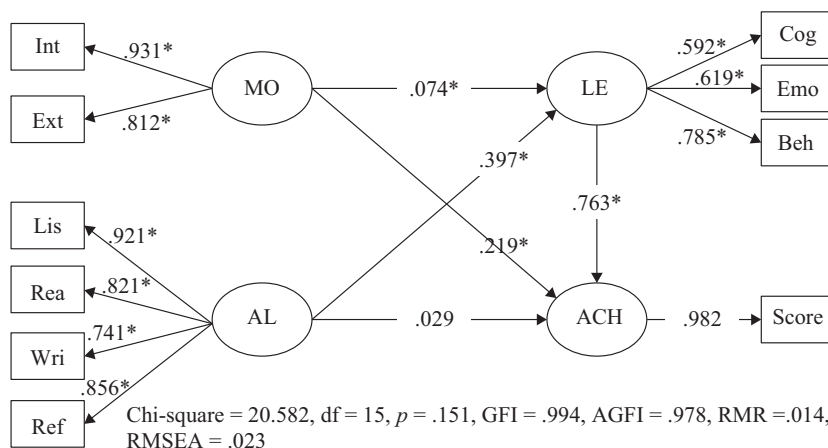 Int
.931*
MO
.074*
LE
.592*
Cog
.619*
Emo
Ext
.812*
.785*
Beh
.397*
.763*
Lis
.921*
.219*
Rea
.821*
AL
.029
ACH
.982
Score
.741*
Wri
.856*
Ref
Chi-square = 20.582, df = 15, p = .151, GFI = .994, AGFI = .978, RMR =.014,
RMSEA = .023